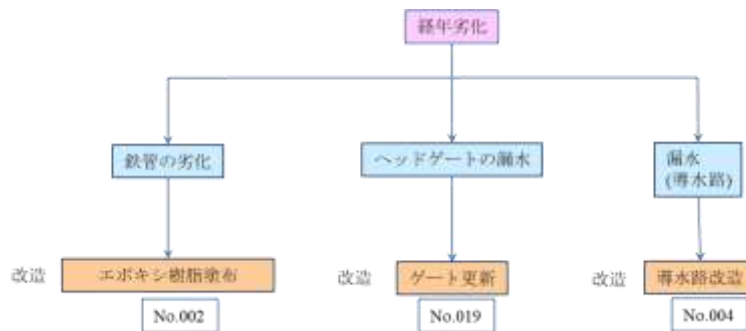 経年劣化
鉄管の劣化
ヘッドゲートの漏水
漏水
(導水路)
改造
エポキシ樹脂塗布
改造
ゲート更新
改造
導水路改造
No.002
No.019
No.004